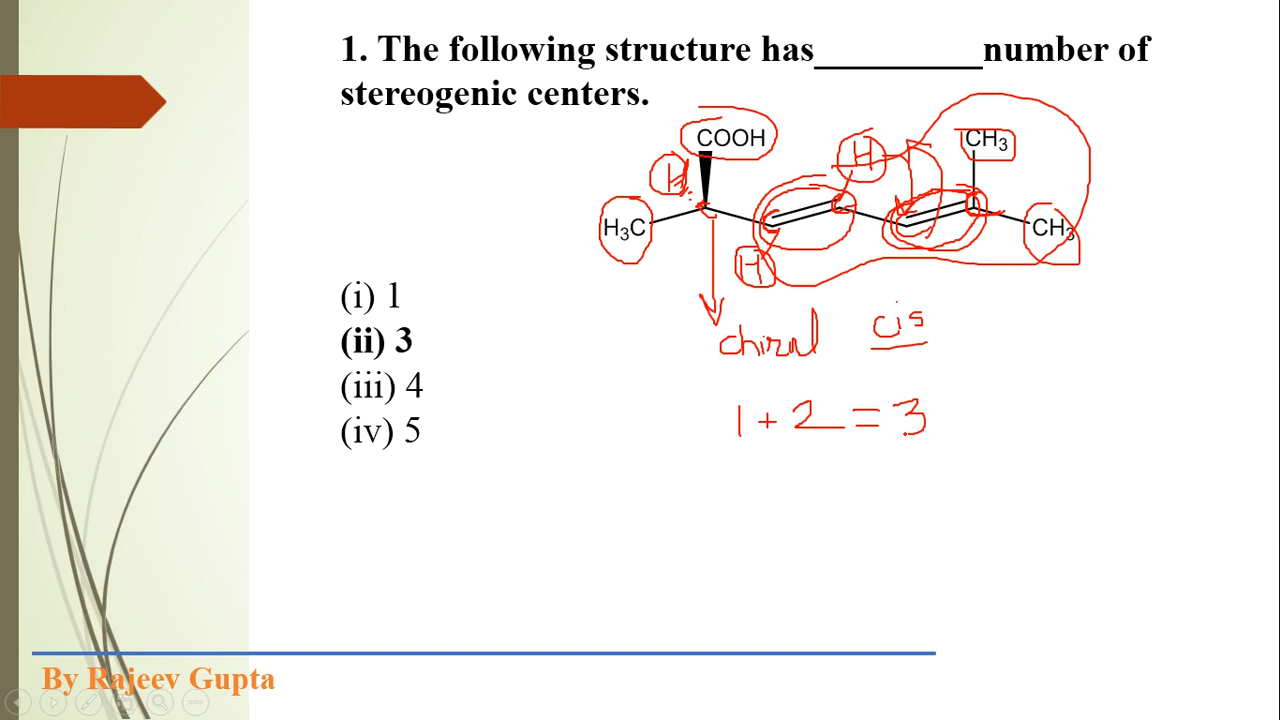 1. The following structure has_________number of
stereogenic centers.
COOH
H
CH3
H
H3C
CH3
H
(i) 1
(ii) 3
(iii) 4
(iv) 5
chiral
cis
1 + 2 = 3
By Rajeev Gupta